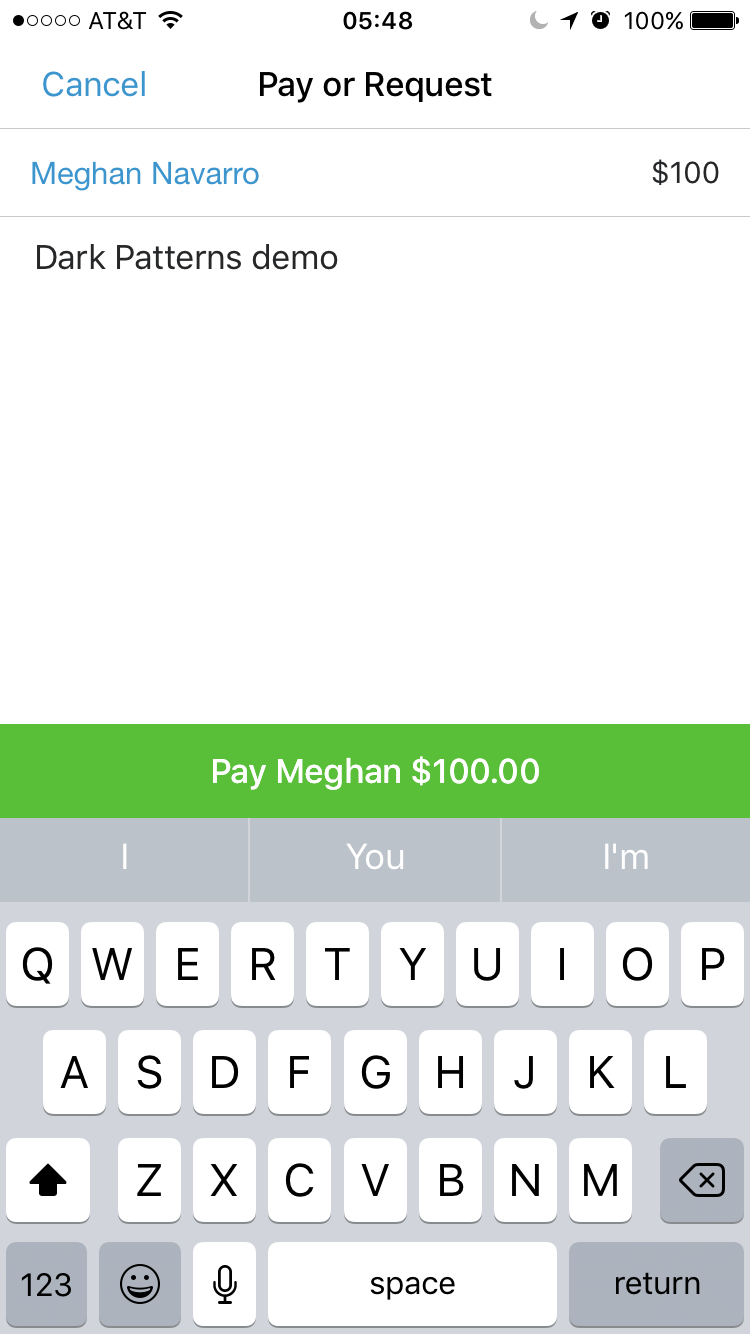 AT&T 05:48 100%
Cancel Pay or Request
Meghan Navarro $100
Dark Patterns demo
Pay Meghan $100.00
I You I'm
Q W E R T Y U I O P
A S D F G H J K L
Z X C V B N M
123 space return